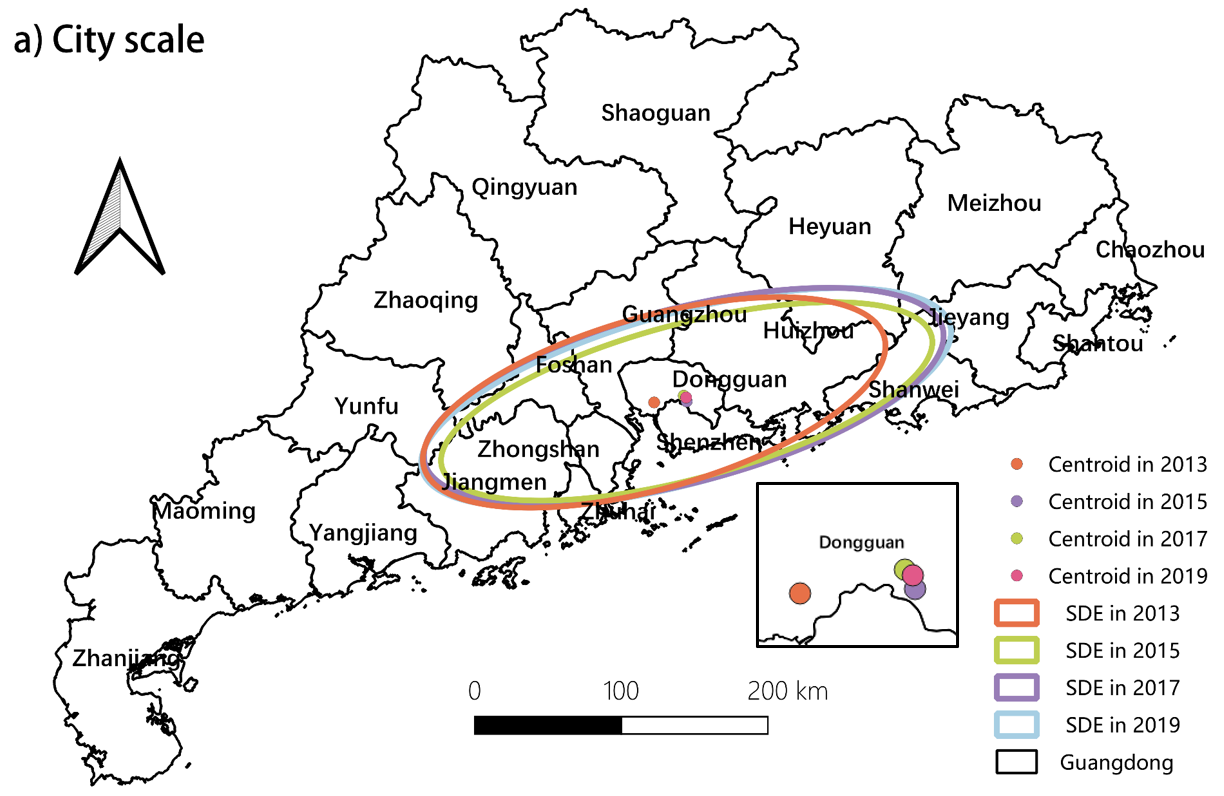 a) City scale
Shaoguan
Qingyuan
Meizhou
Heyuan
Chaozhou
Zhaoqing
Guangzhou
Jieyang
Huizhou
Shantou
Foshan
Dongguan
Shanwei
Yunfu
Shenzhen
Zhongshan
Jiangmen
Maoming
Zhuhai
Yangjiang
Zhanjiang
Dongguan
0 100 200 km
Centroid in 2013
Centroid in 2015
Centroid in 2017
Centroid in 2019
SDE in 2013
SDE in 2015
SDE in 2017
SDE in 2019
Guangdong